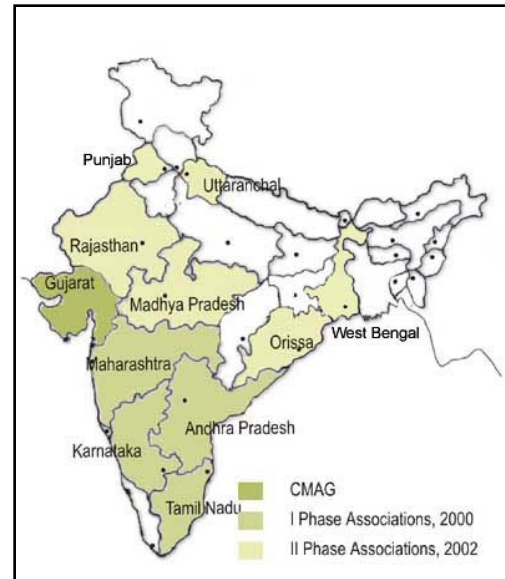 Punjab
Uttaranchal
Rajasthan
Gujarat
Madhya Pradesh
West Bengal
Orissa
Maharashtra
Andhra Pradesh
Karnataka
Tamil Nadu
CMAG
I Phase Associations, 2000
II Phase Associations, 2002